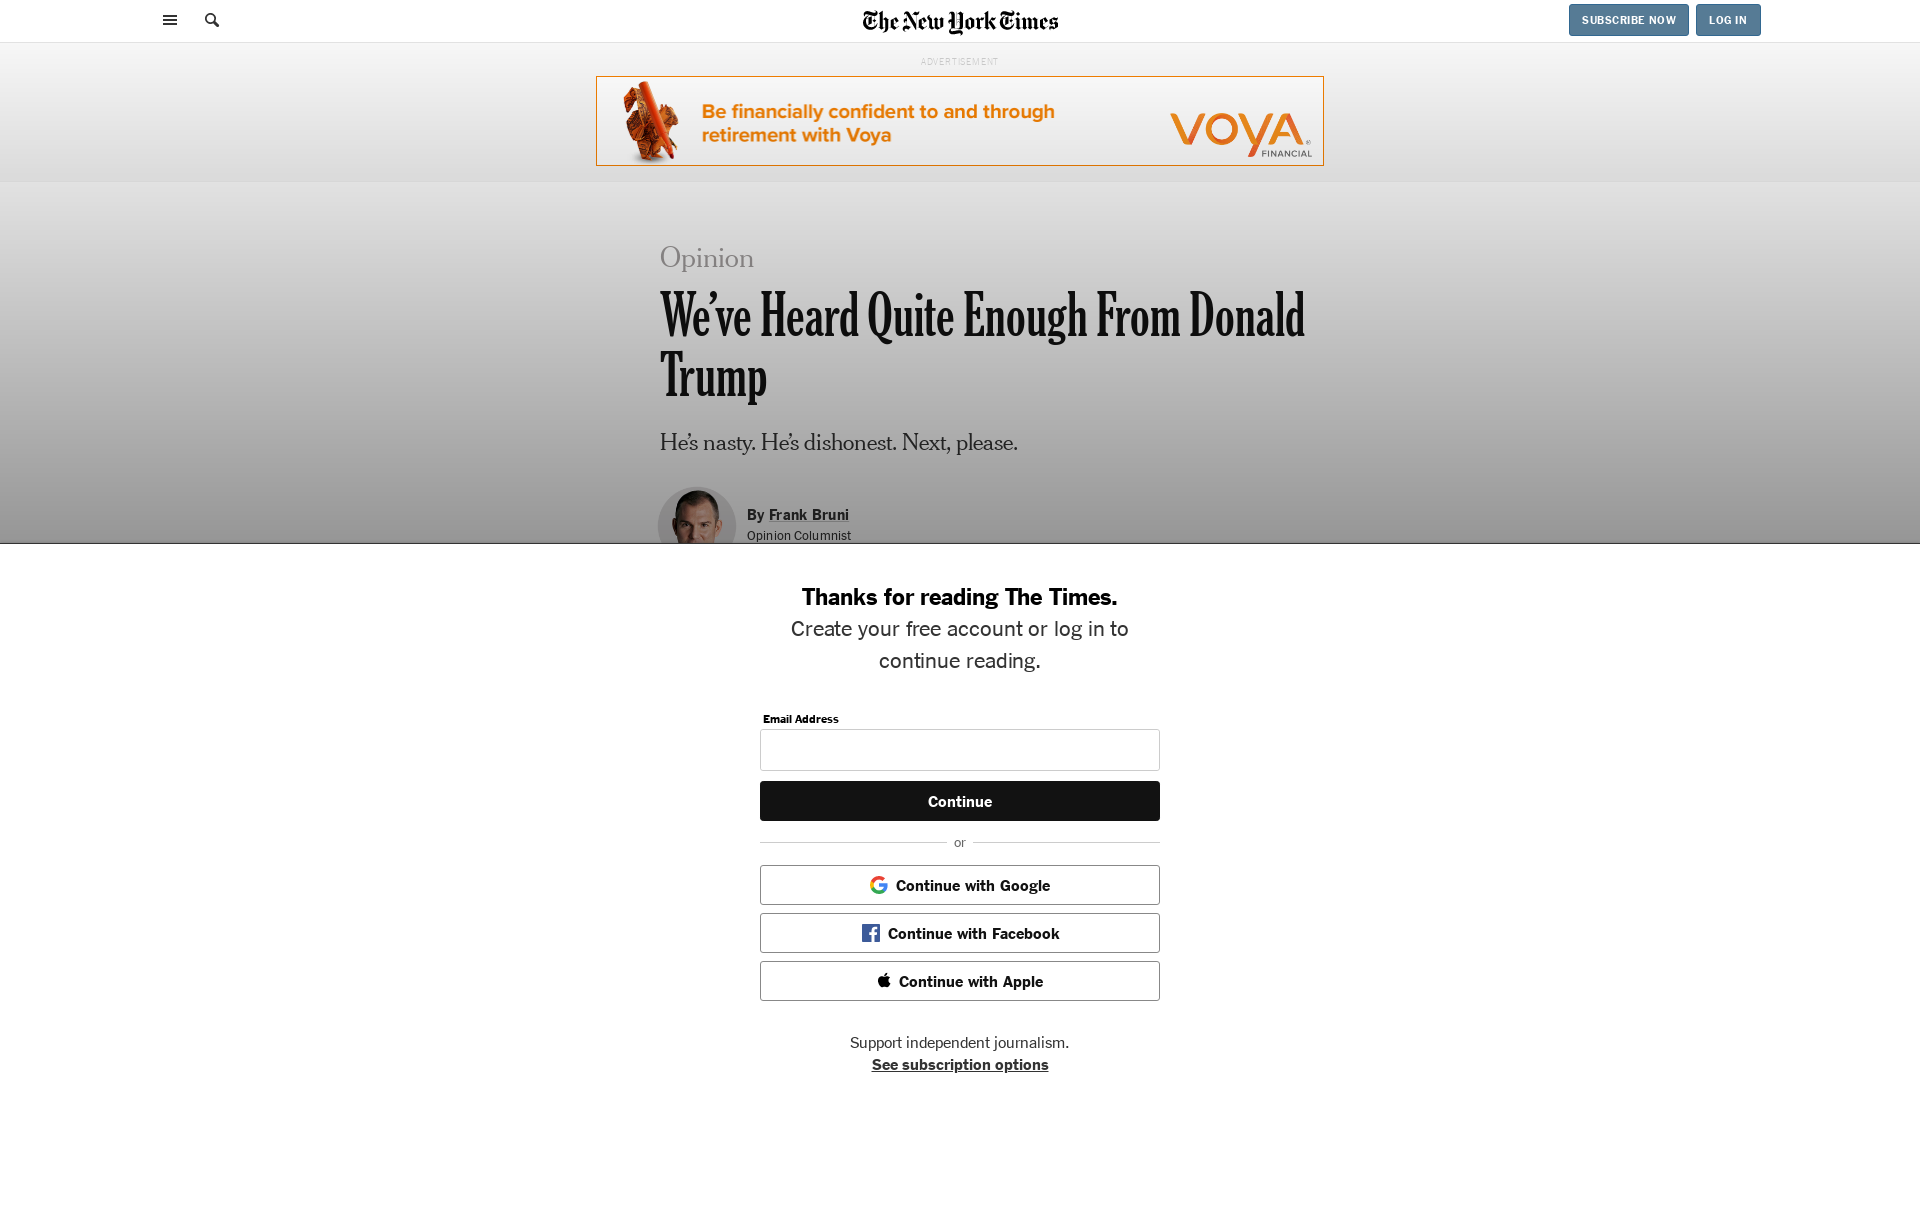 The New York Times
SUBSCRIBE NOW
LOG IN
ADVERTISEMENT
Be financially confident to and through
retirement with Voya
VOYA®
FINANCIAL
Opinion
We’ve Heard Quite Enough From Donald
Trump
He’s nasty. He’s dishonest. Next, please.
By Frank Bruni
Opinion Columnist
Thanks for reading The Times.
Create your free account or log in to
continue reading.
Email Address
Continue
or
Continue with Google
Continue with Facebook
Continue with Apple
Support independent journalism.
See subscription options